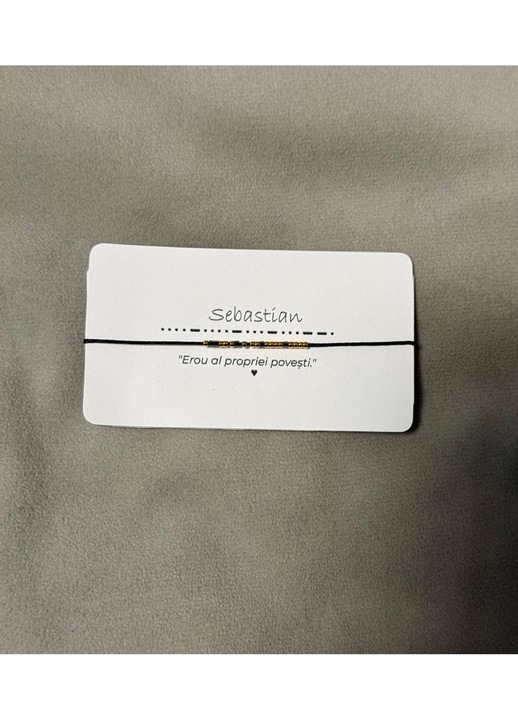 Sebastian
"Erou al propriei povești."
♥